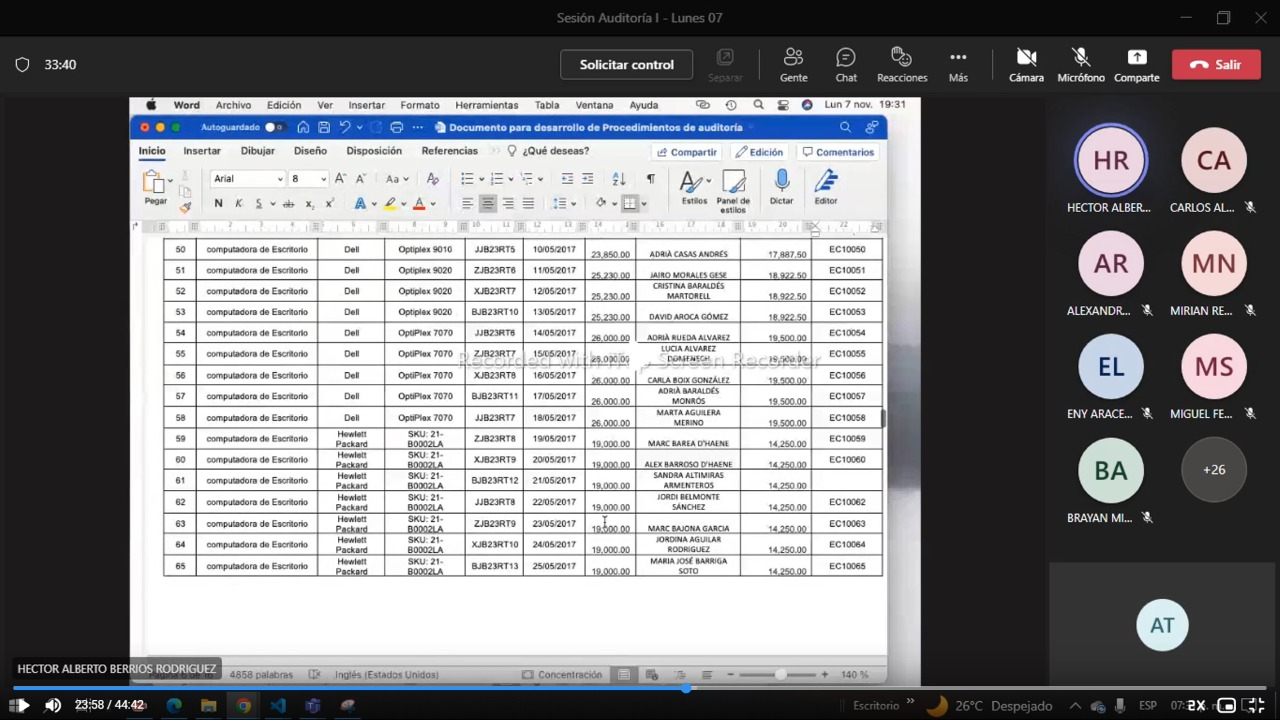 Sesión Auditoría I - Lunes 07
33:40
Solicitar control
Separar
Gente
Chat
Reacciones
Más
Cámara
Micrófono
Comparte
Salir
Word Archivo Edición Ver Insertar Formato Herramientas Tabla Ventana Ayuda Lun 7 nov. 19:31
Autoguardado Documento para desarrollo de Procedimientos de auditoría
Inicio Insertar Dibujar Diseño Disposición Referencias ¿Qué deseas? Compartir Edición Comentarios
Pegar Arial 8 Estilos Panel de estilos Dictar Editor
50 computadora de Escritorio Dell Optiplex 9010 JJB23RT5 10/05/2017 23,850.00 ADRIÀ CASAS ANDRÉS 17,887.50 EC10050
51 computadora de Escritorio Dell Optiplex 9020 ZJB23RT6 11/05/2017 25,230.00 JAIRO MORALES GESE 18,922.50 EC10051
52 computadora de Escritorio Dell Optiplex 9020 XJB23RT7 12/05/2017 25,230.00 CRISTINA BARALDÉS MARTORELL 18,922.50 EC10052
53 computadora de Escritorio Dell Optiplex 9020 BJB23RT10 13/05/2017 25,230.00 DAVID AROCA GÓMEZ 18,922.50 EC10053
54 computadora de Escritorio Dell OptiPlex 7070 JJB23RT6 14/05/2017 26,000.00 ADRIÀ RUEDA ALVAREZ 19,500.00 EC10054
55 computadora de Escritorio Dell OptiPlex 7070 ZJB23RT7 15/05/2017 26,000.00 LUCIA ALVAREZ DOMENECH 19,500.00 EC10055
56 computadora de Escritorio Dell OptiPlex 7070 XJB23RT8 16/05/2017 26,000.00 CARLA BOIX GONZÁLEZ 19,500.00 EC10056
57 computadora de Escritorio Dell OptiPlex 7070 BJB23RT11 17/05/2017 26,000.00 ADRIÀ BARALDÉS MONRÓS 19,500.00 EC10057
58 computadora de Escritorio Dell OptiPlex 7070 JJB23RT7 18/05/2017 26,000.00 MARTA AGUILERA MERINO 19,500.00 EC10058
59 computadora de Escritorio Hewlett Packard SKU: 21-B0002LA ZJB23RT8 19/05/2017 19,000.00 MARC BAREA D'HAENE 14,250.00 EC10059
60 computadora de Escritorio Hewlett Packard SKU: 21-B0002LA XJB23RT9 20/05/2017 19,000.00 ALEX BARROSO D'HAENE 14,250.00 EC10060
61 computadora de Escritorio Hewlett Packard SKU: 21-B0002LA BJB23RT12 21/05/2017 19,000.00 SANDRA ALTIMIRAS ARMENTEROS 14,250.00
62 computadora de Escritorio Hewlett Packard SKU: 21-B0002LA JJB23RT8 22/05/2017 19,000.00 JORDI BELMONTE SÁNCHEZ 14,250.00 EC10062
63 computadora de Escritorio Hewlett Packard SKU: 21-B0002LA ZJB23RT9 23/05/2017 19,000.00 MARC BAJONA GARCIA 14,250.00 EC10063
64 computadora de Escritorio Hewlett Packard SKU: 21-B0002LA XJB23RT10 24/05/2017 19,000.00 JORDINA AGUILAR RODRIGUEZ 14,250.00 EC10064
65 computadora de Escritorio Hewlett Packard SKU: 21-B0002LA BJB23RT13 25/05/2017 19,000.00 MARIA JOSÉ BARRIGA SOTO 14,250.00 EC10065
Recorded with Screen Recorder
4858 palabras Inglés (Estados Unidos) Concentración 140 %
HECTOR ALBERTO BERRIOS RODRIGUEZ
HR CA
HECTOR ALBER... CARLOS AL...
AR MN
ALEXANDR... MIRIAN RE...
EL MS
ENY ARACE... MIGUEL FE...
BA +26
BRAYAN MI...
AT
23:58 / 44:42
Escritorio 26°C Despejado ESP 2X